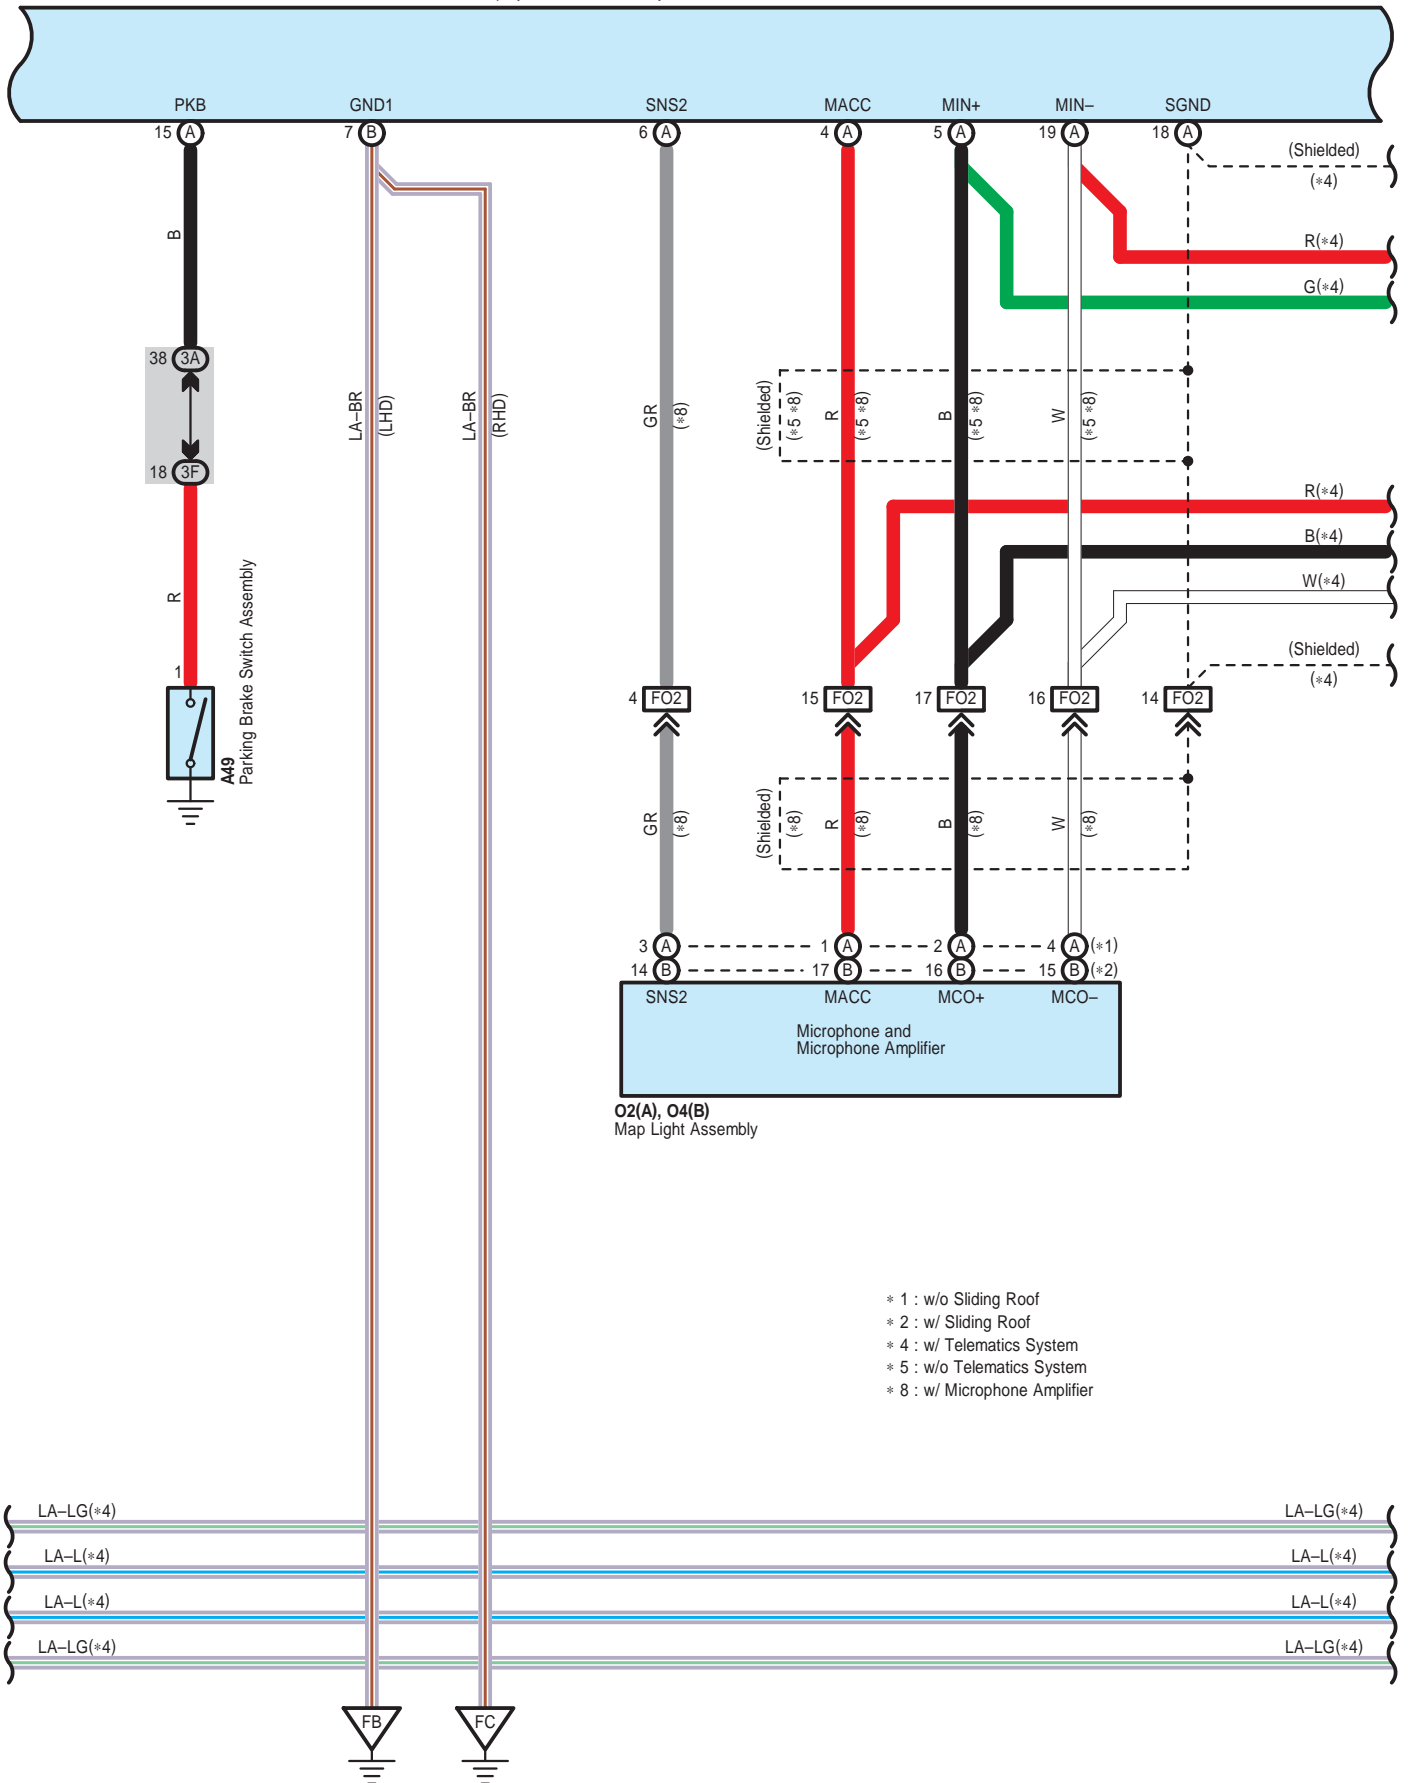 PKB GND1 SNS2 MACC MIN+ MIN– SGND
15 A 7 B 6 A 4 A 5 A 19 A 18 A
(Shielded)
(∗4)
B
R(∗4)
G(∗4)
38 3A
18 3F
LA–BR
(LHD)
LA–BR
(RHD)
GR
(∗8)
(Shielded)
(∗5 ∗8)
R
(∗5 ∗8)
B
(∗5 ∗8)
W
(∗5 ∗8)
R(∗4)
B(∗4)
W(∗4)
R
(Shielded)
(∗4)
1
A49
Parking Brake Switch Assembly
4 FO2 15 FO2 17 FO2 16 FO2 14 FO2
GR
(∗8)
(Shielded)
(∗8)
R
(∗8)
B
(∗8)
W
(∗8)
3 A 1 A 2 A 4 A (∗1)
14 B 17 B 16 B 15 B (∗2)
SNS2 MACC MCO+ MCO–
Microphone and
Microphone Amplifier
O2(A), O4(B)
Map Light Assembly
∗ 1 : w/o Sliding Roof
∗ 2 : w/ Sliding Roof
∗ 4 : w/ Telematics System
∗ 5 : w/o Telematics System
∗ 8 : w/ Microphone Amplifier
LA–LG(∗4) LA–LG(∗4)
LA–L(∗4) LA–L(∗4)
LA–L(∗4) LA–L(∗4)
LA–LG(∗4) LA–LG(∗4)
FB FC